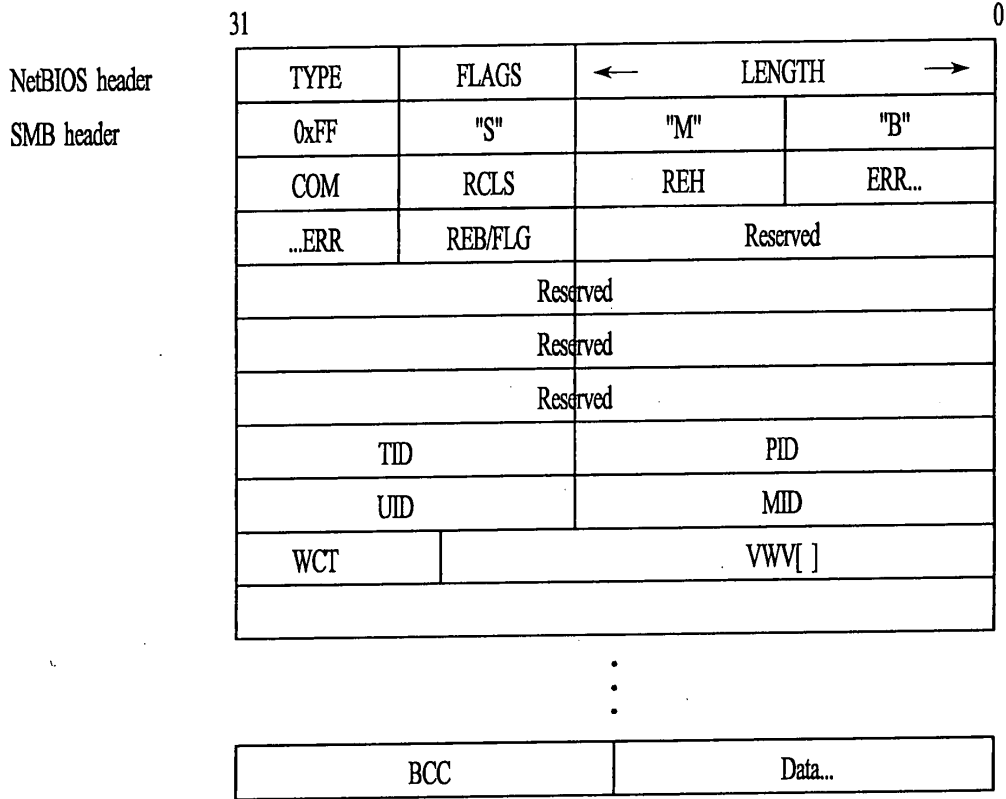 31 0
NetBIOS header TYPE FLAGS ← LENGTH →
SMB header 0xFF "S" "M" "B"
COM RCLS REH ERR...
...ERR REB/FLG Reserved
Reserved
Reserved
Reserved
TID PID
UID MID
WCT VWV[ ]
BCC Data...